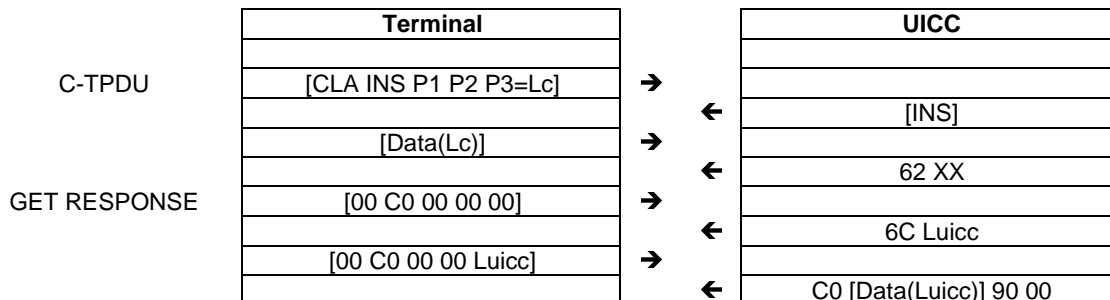 Terminal UICC
C-TPDU [CLA INS P1 P2 P3=Lc] ➔
🡸 [INS]
[Data(Lc)] ➔
🡸 62 XX
GET RESPONSE [00 C0 00 00 00] ➔
🡸 6C Luicc
[00 C0 00 00 Luicc] ➔
🡸 C0 [Data(Luicc)] 90 00